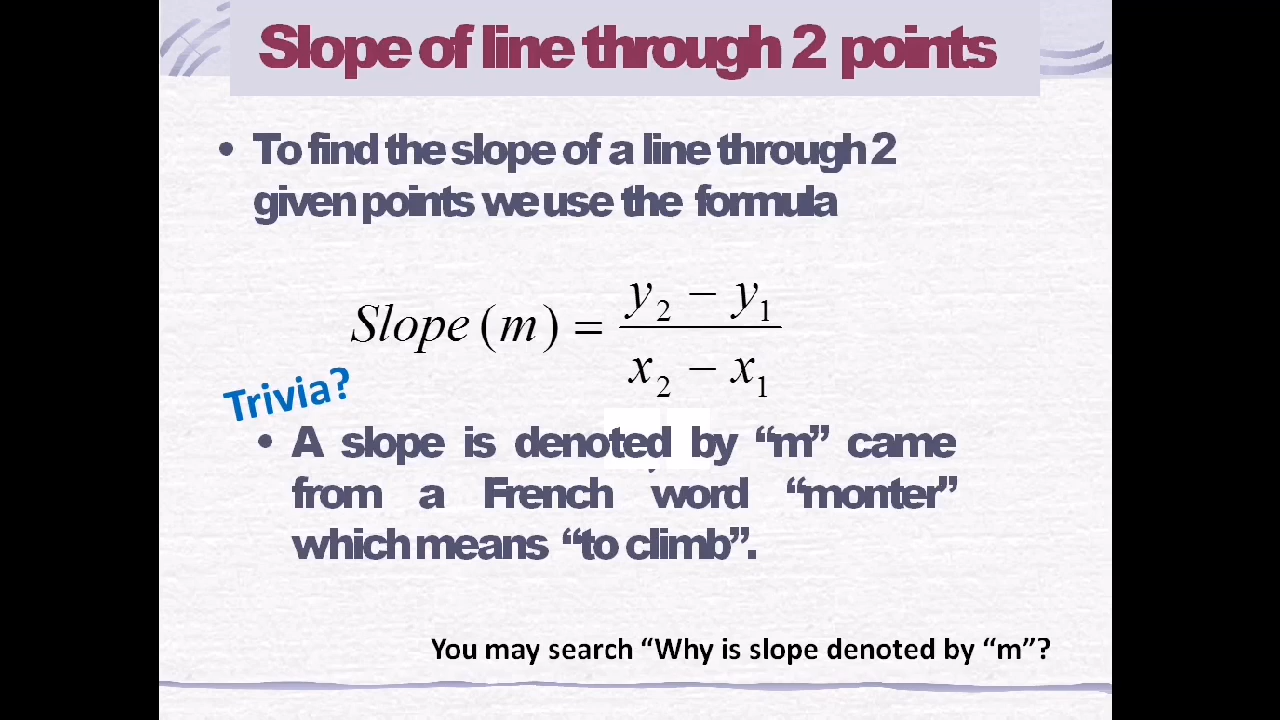 Slope of line through 2 points
• To find the slope of a line through 2
given points we use the formula
Slope (m) = (y₂ − y₁) / (x₂ − x₁)
Trivia?
• A slope is denoted by “m” came
from a French word “monter”
which means “to climb”.
You may search “Why is slope denoted by “m”?